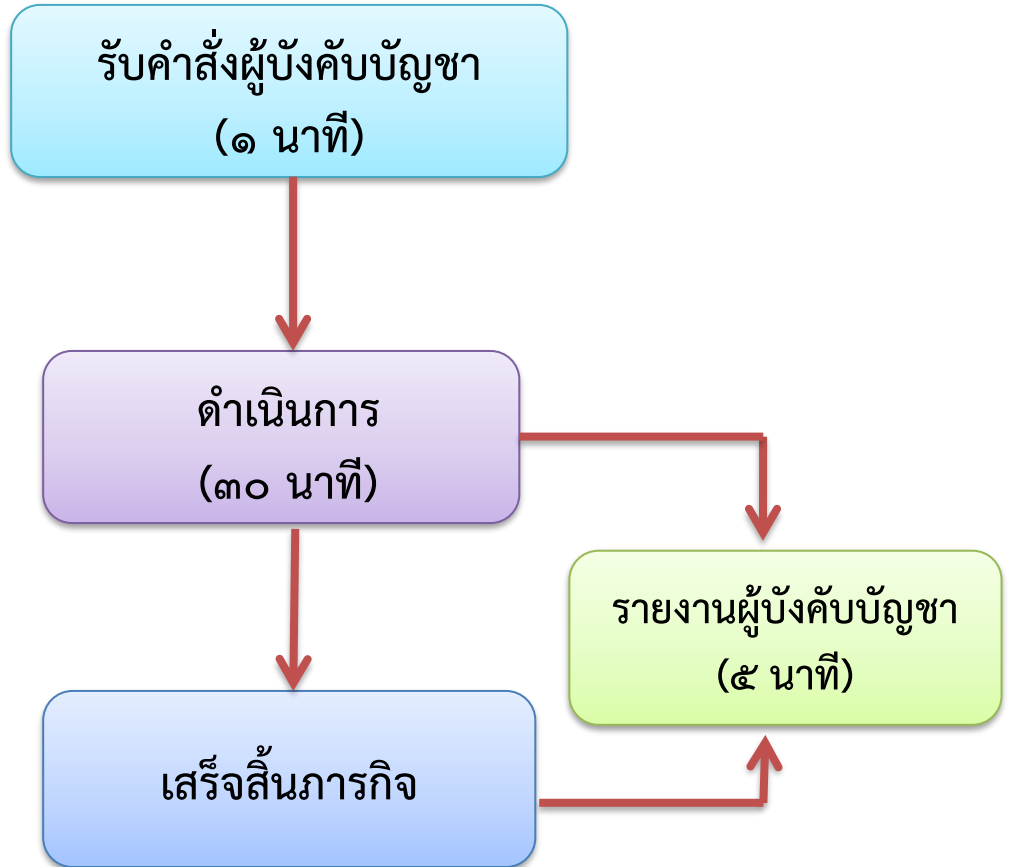 รับคำสั่งผู้บังคับบัญชา
(๑ นาที)
ดำเนินการ
(๓๐ นาที)
รายงานผู้บังคับบัญชา
(๕ นาที)
เสร็จสิ้นภารกิจ